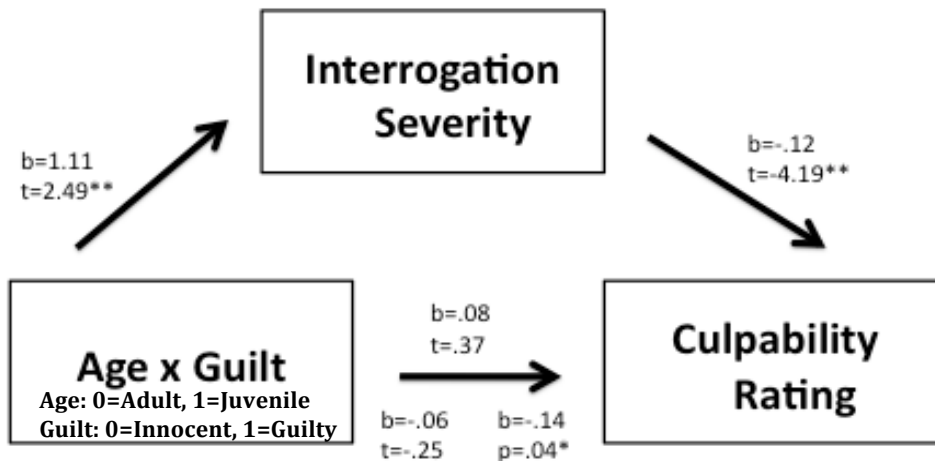 Interrogation
Severity
b=1.11
t=2.49**
b=-.12
t=-4.19**
Age x Guilt
Age: 0=Adult, 1=Juvenile
Guilt: 0=Innocent, 1=Guilty
b=.08
t=.37
b=-.06
t=-.25
b=-.14
p=.04*
Culpability
Rating